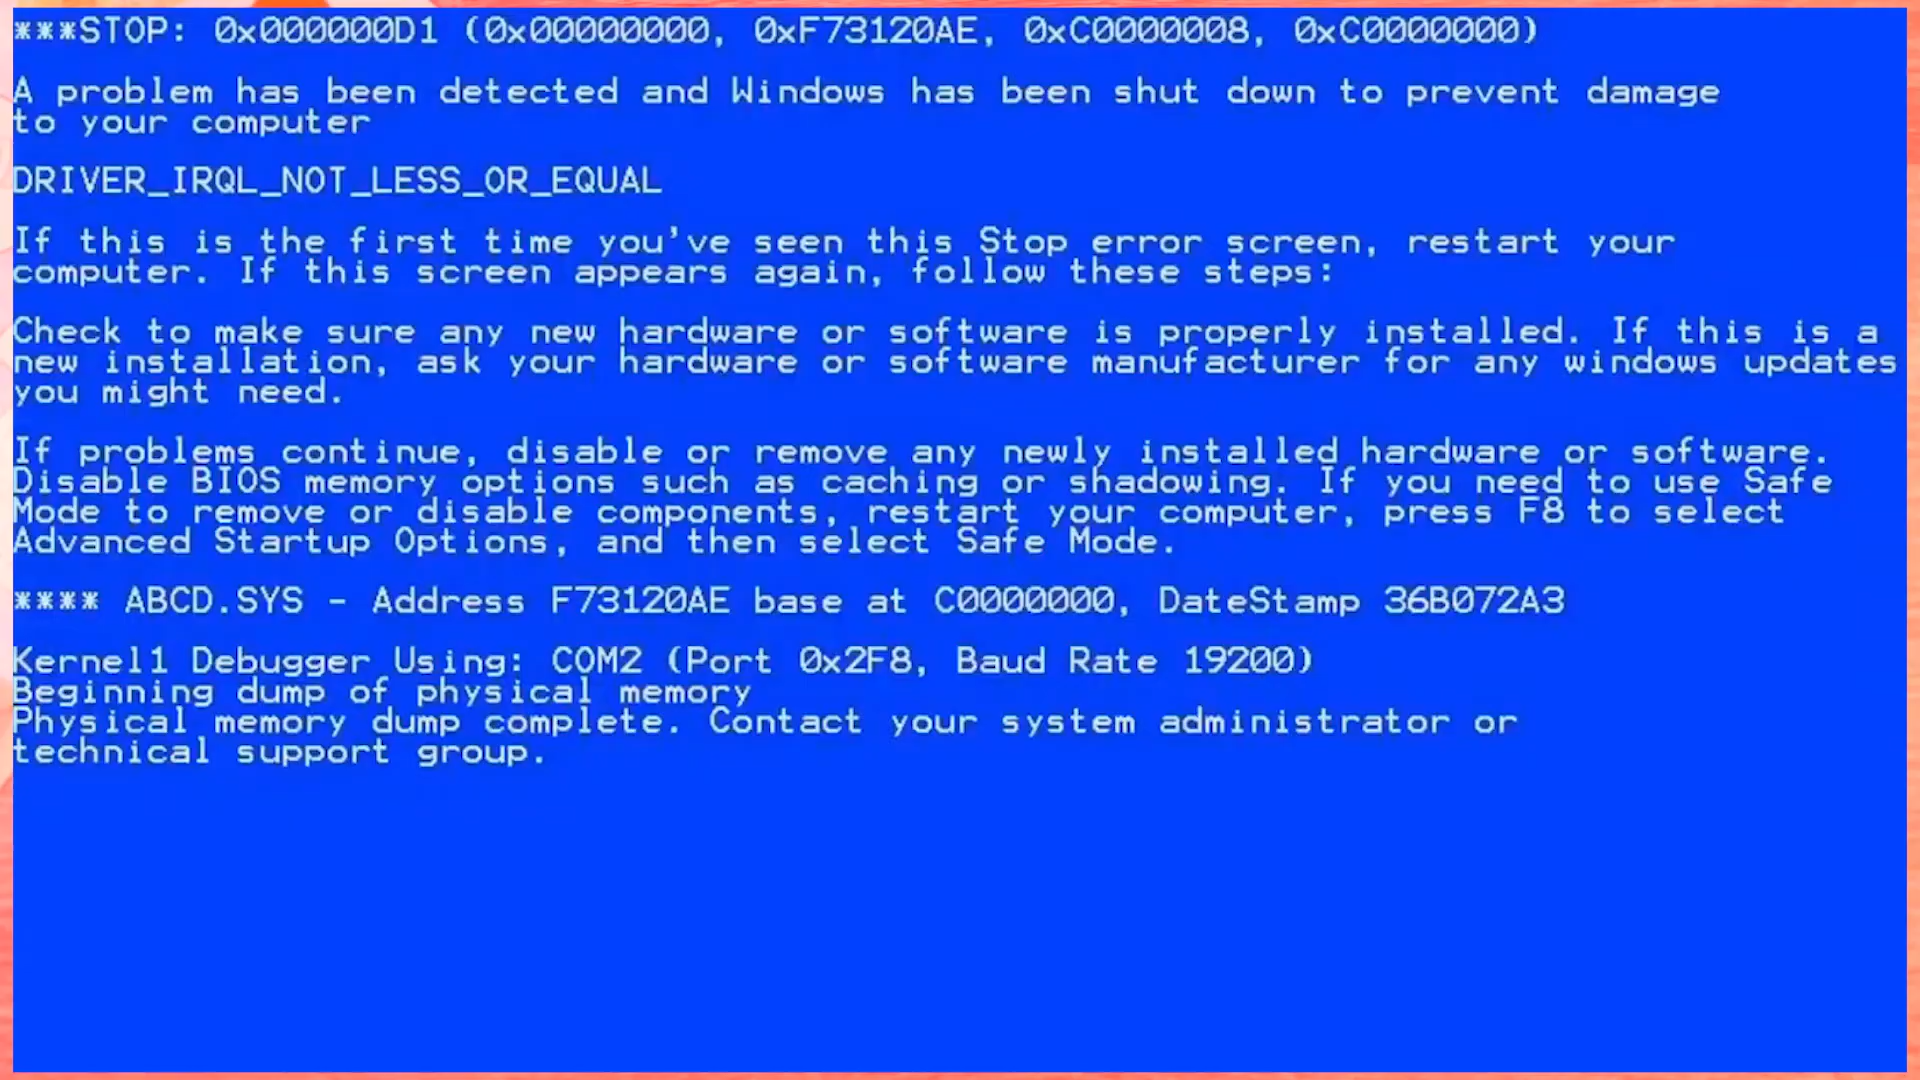 ***STOP: 0x000000D1 (0x00000000, 0xF73120AE, 0xC0000008, 0xC0000000)
A problem has been detected and Windows has been shut down to prevent damage
to your computer
DRIVER_IRQL_NOT_LESS_OR_EQUAL
If this is the first time you've seen this Stop error screen, restart your
computer. If this screen appears again, follow these steps:
Check to make sure any new hardware or software is properly installed. If this is a
new installation, ask your hardware or software manufacturer for any windows updates
you might need.
If problems continue, disable or remove any newly installed hardware or software.
Disable BIOS memory options such as caching or shadowing. If you need to use Safe
Mode to remove or disable components, restart your computer, press F8 to select
Advanced Startup Options, and then select Safe Mode.
**** ABCD.SYS - Address F73120AE base at C0000000, DateStamp 36B072A3
Kernel1 Debugger Using: COM2 (Port 0x2F8, Baud Rate 19200)
Beginning dump of physical memory
Physical memory dump complete. Contact your system administrator or
technical support group.